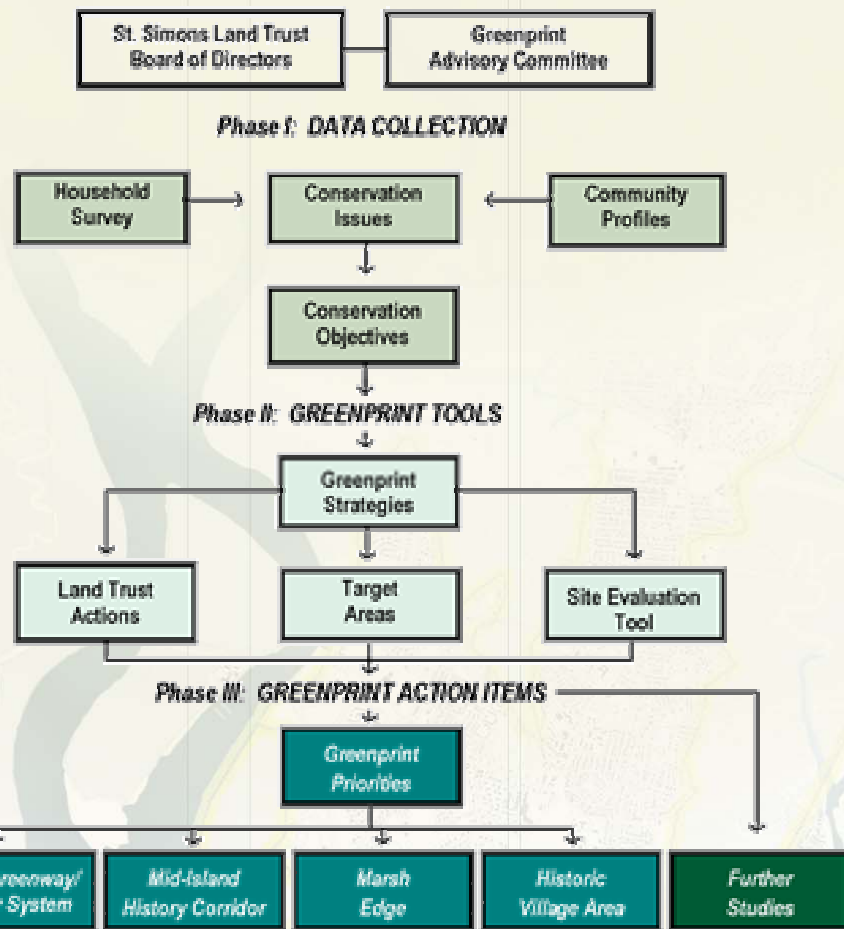 St. Simons Land Trust
Board of Directors
Greenprint
Advisory Committee
Phase I: DATA COLLECTION
Household
Survey
Conservation
Issues
Community
Profiles
Conservation
Objectives
Phase II: GREENPRINT TOOLS
Greenprint
Strategies
Land Trust
Actions
Target
Areas
Site Evaluation
Tool
Phase III: GREENPRINT ACTION ITEMS
Greenprint
Priorities
System
Mid-Island
History Corridor
Marsh
Edge
Historic
Village Area
Further
Studies